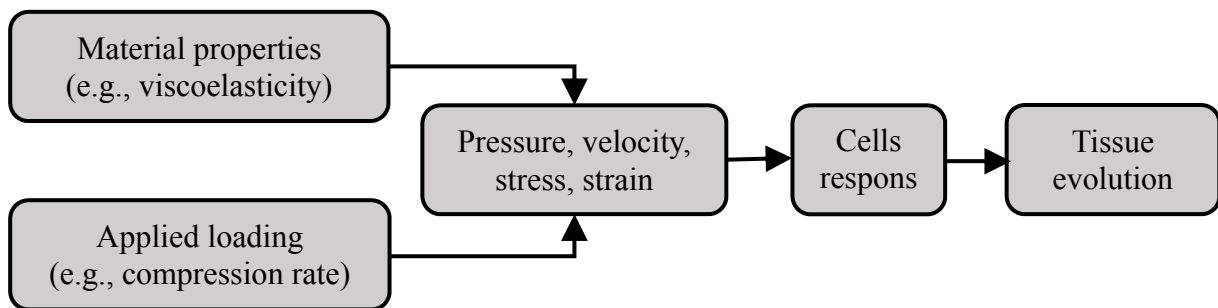 Material properties
(e.g., viscoelasticity)
Applied loading
(e.g., compression rate)
Pressure, velocity,
stress, strain
Cells
respons
Tissue
evolution